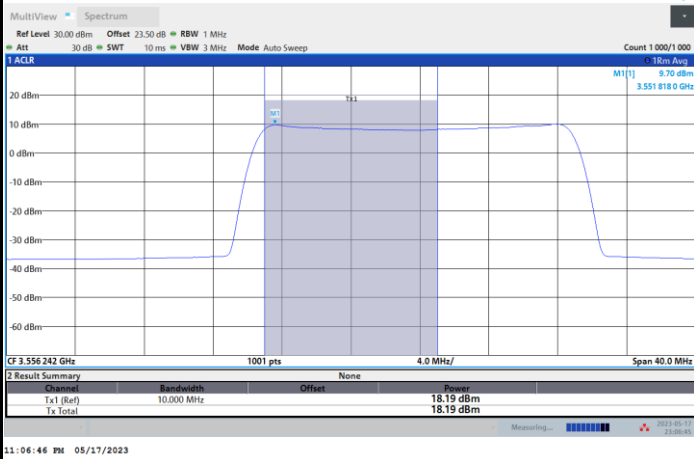 MultiView Spectrum
Ref Level 30.00 dBm Offset 23.50 dB RBW 1 MHz
Att 30 dB SWT 10 ms VBW 3 MHz Mode Auto Sweep Count 1 000/1 000
1 ACLR 1Rm Avg
M1[1] 9.70 dBm
3.551 818 0 GHz
20 dBm
Tx1
M1
10 dBm
0 dBm
-10 dBm
-20 dBm
-30 dBm
-40 dBm
-50 dBm
-60 dBm
CF 3.556 242 GHz 1001 pts 4.0 MHz/ Span 40.0 MHz
2 Result Summary None
Channel Bandwidth Offset Power
Tx1 (Ref) 10.000 MHz 18.19 dBm
Tx Total 18.19 dBm
Measuring... 2023-05-17
23:06:45
11:06:46 PM 05/17/2023